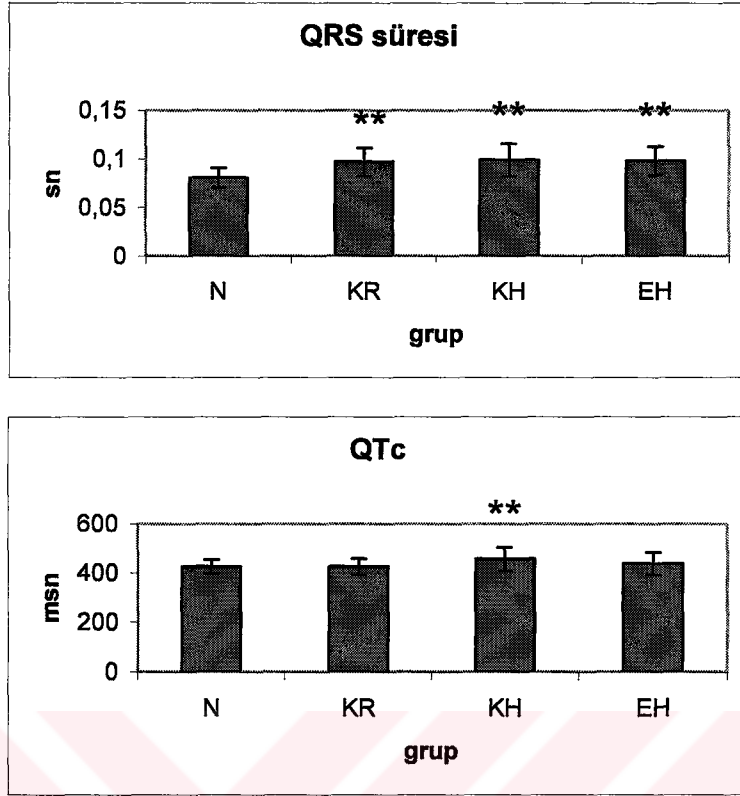 QRS süresi
** ** **
0,15
0,1
0,05
0
sn
N KR KH EH
grup
QTc
**
600
400
200
0
msn
N KR KH EH
grup